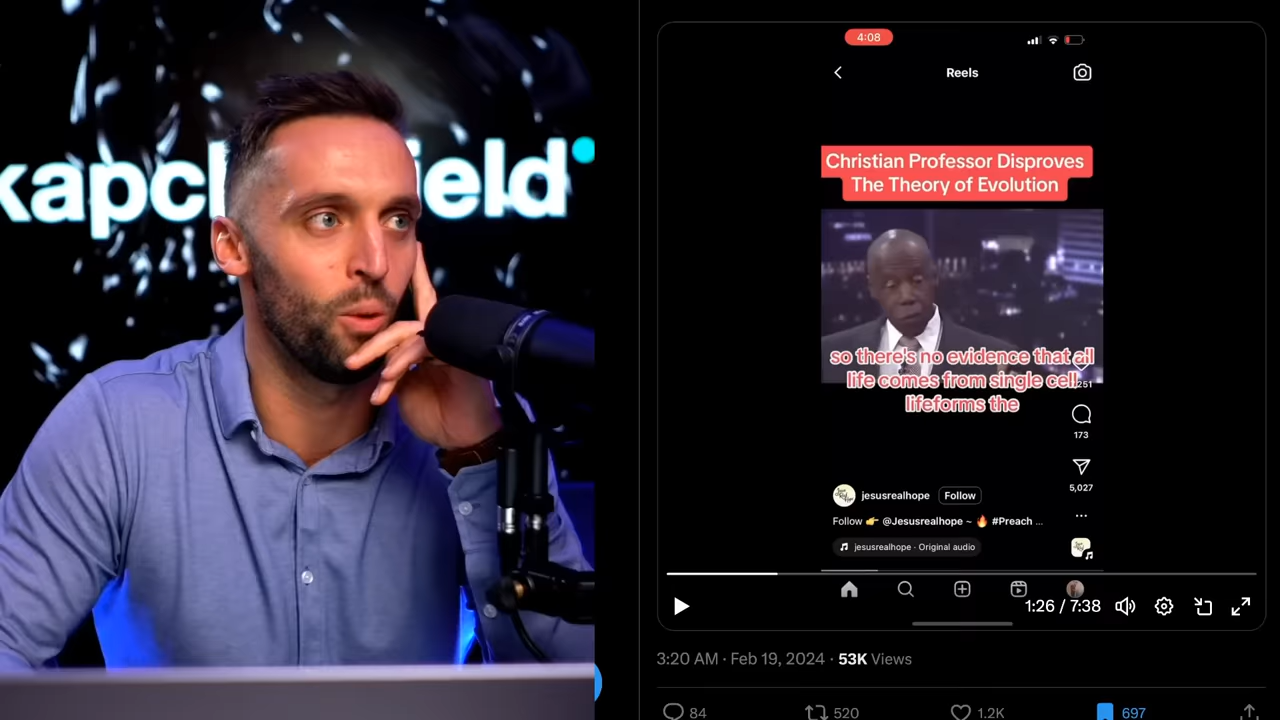 4:08
Reels
Christian Professor Disproves
The Theory of Evolution
so there's no evidence that all
life comes from single cell
lifeforms the
173
5,027
jesusrealhope
Follow
Follow 👉 @Jesusrealhope ~ 🔥 #Preach ...
jesusrealhope · Original audio
1:26 / 7:38
3:20 AM · Feb 19, 2024 · 53K Views
84
520
1.2K
697